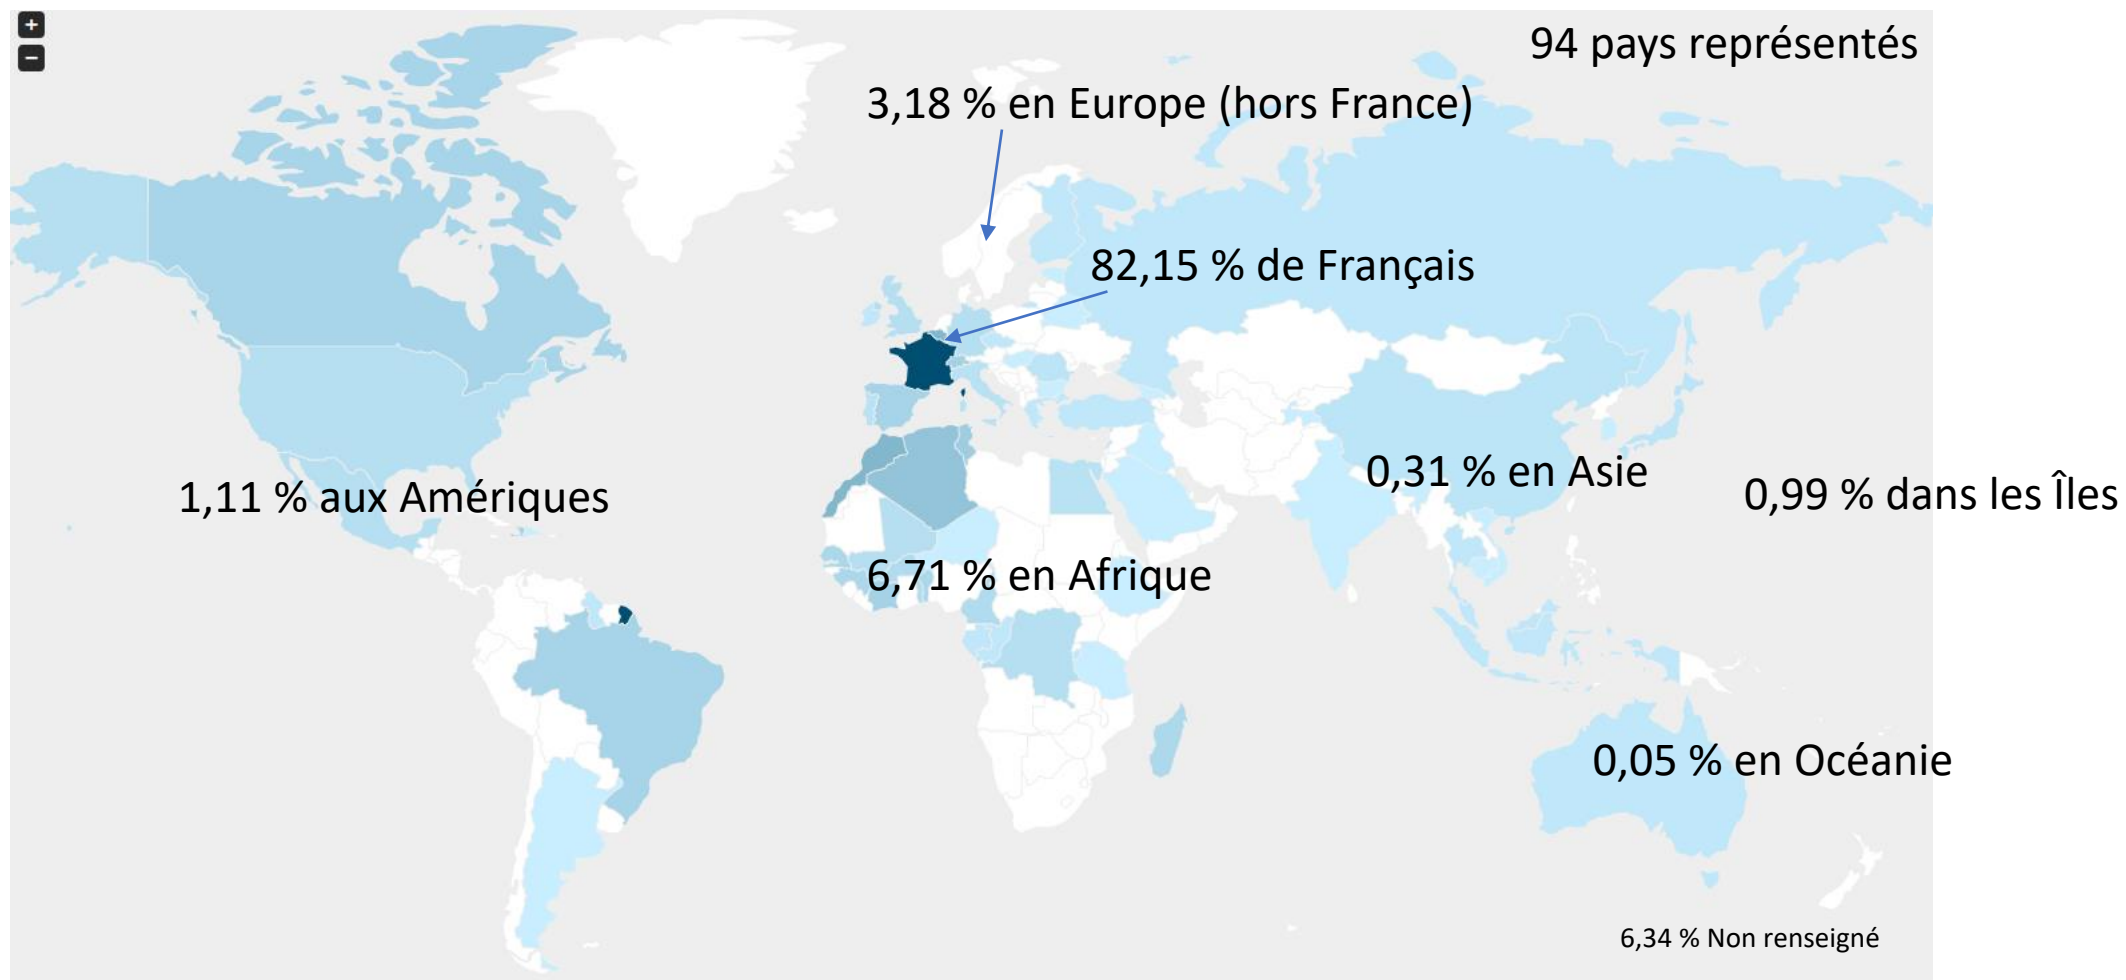 +
−
94 pays représentés
3,18 % en Europe (hors France)
82,15 % de Français
0,31 % en Asie
1,11 % aux Amériques
0,99 % dans les Îles
6,71 % en Afrique
0,05 % en Océanie
6,34 % Non renseigné